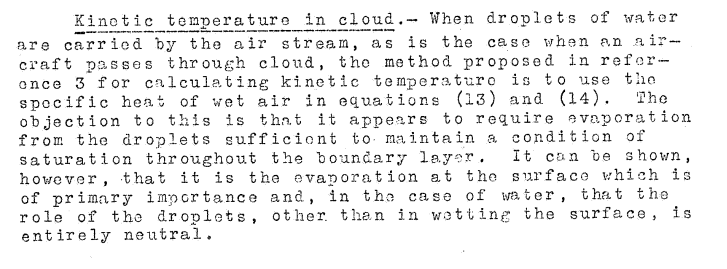 Kinetic temperature in cloud.- When droplets of water
are carried by the air stream, as is the case when an air-
craft passes through cloud, the method proposed in refer-
ence 3 for calculating kinetic temperature is to use the
specific heat of wet air in equations (13) and (14). The
objection to this is that it appears to require evaporation
from the droplets sufficient to maintain a condition of
saturation throughout the boundary layer. It can be shown,
however, that it is the evaporation at the surface which is
of primary importance and, in the case of water, that the
role of the droplets, other than in wetting the surface, is
entirely neutral.